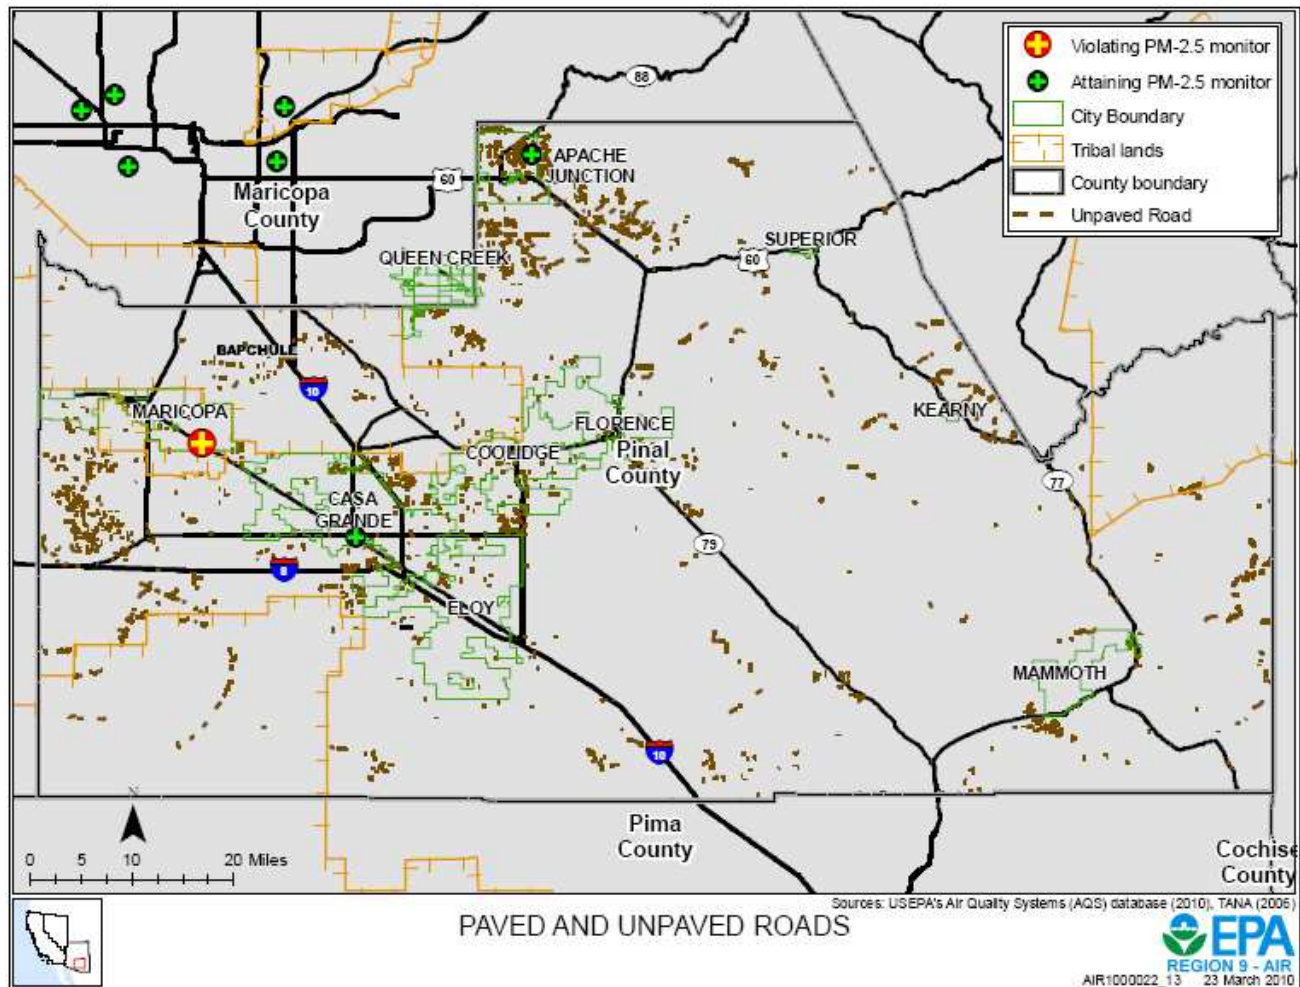 Violating PM-2.5 monitor
Attaining PM-2.5 monitor
City Boundary
Tribal lands
County boundary
Unpaved Road
88
APACHE
JUNCTION
60
Maricopa
County
SUPERIOR
60
QUEEN CREEK
BAPCHULE
10
MARICOPA
KEARNY
FLORENCE
COOLIDGE
Pinal
County
77
CASA
GRANDE
79
8
ELOY
MAMMOTH
10
Pima
County
Cochise
County
N
0 5 10 20 Miles
Sources: USEPA's Air Quality Systems (AQS) database (2010), TANA (2006)
PAVED AND UNPAVED ROADS
EPA
REGION 9 - AIR
AIR1000022_13 23 March 2010